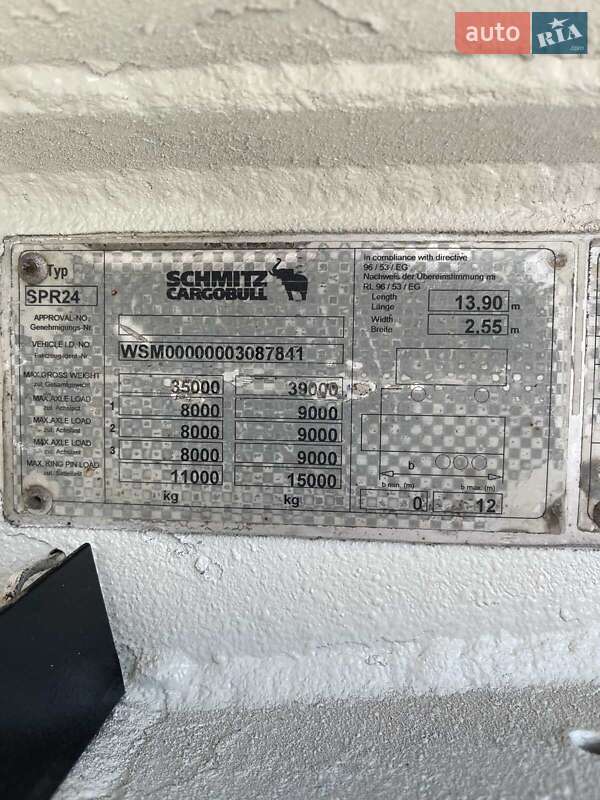 auto RIA .com
Typ
SPR24
SCHMITZ
CARGOBULL
APPROVAL-NO.
Genehmigungs-Nr.
VEHICLE I.D. NO.
Fahrzeug-Ident-Nr.
WSM00000003087841
MAX.GROSS WEIGHT
zul. Gesamtgewicht
35000 39000
MAX.AXLE LOAD
zul. Achslast
1 8000 9000
MAX.AXLE LOAD
zul. Achslast
2 8000 9000
MAX.AXLE LOAD
zul. Achslast
3 8000 9000
MAX. KING PIN LOAD
zul. Sattellast
11000 15000
kg kg
In compliance with directive
96 / 53 / EG
Nachweis der Übereinstimmung m.
RL 96 / 53 / EG
Length
Länge
13.90 m
Width
Breite
2.55 m
b
b min. (m) b max. (m)
0 12